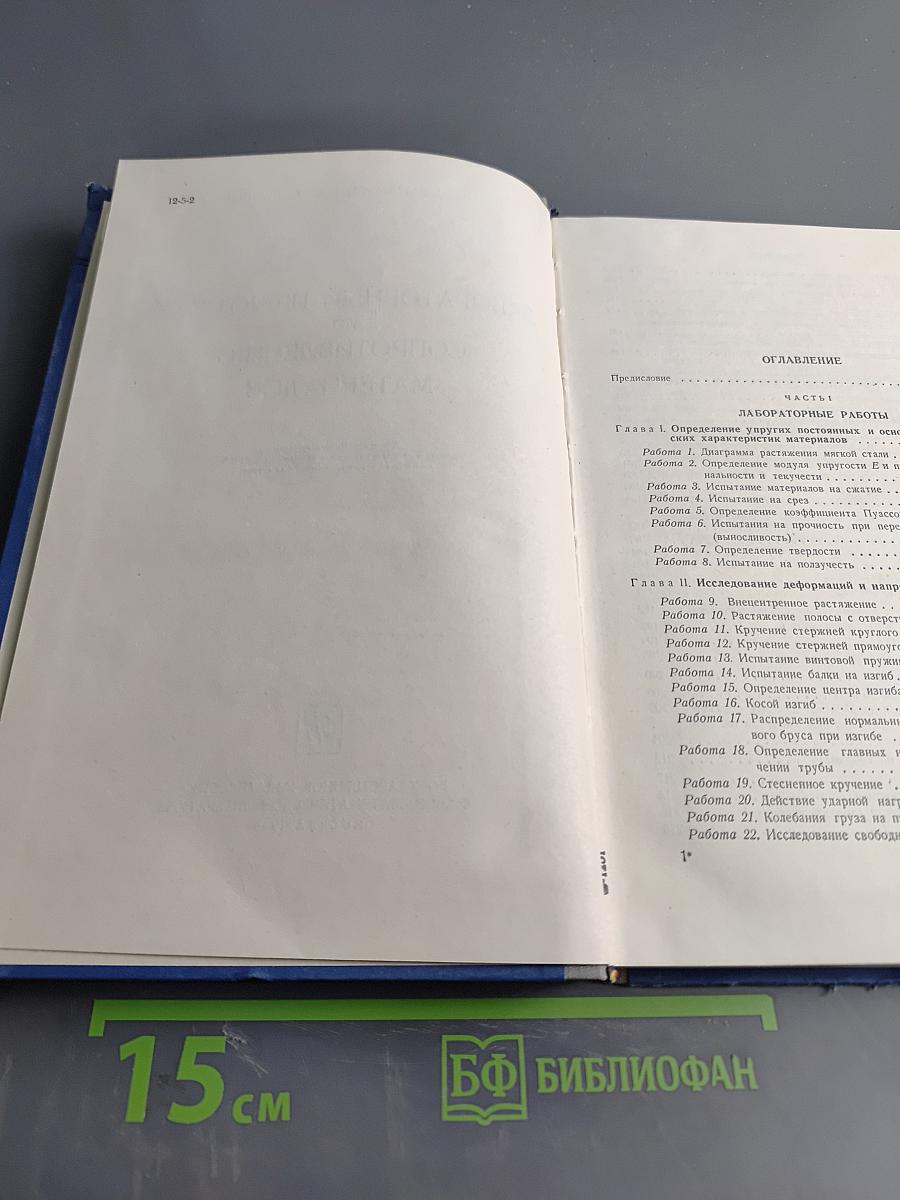 12-5-2
ОГЛАВЛЕНИЕ
Предисловие
ЧАСТЬ I
ЛАБОРАТОРНЫЕ РАБОТЫ
Глава I. Определение упругих постоянных и осно
ских характеристик материалов
Работа 1. Диаграмма растяжения мягкой стали
Работа 2. Определение модуля упругости E и п
нальности и текучести
Работа 3. Испытание материалов на сжатие
Работа 4. Испытание на срез
Работа 5. Определение коэффициента Пуассо
Работа 6. Испытания на прочность при пере
(выносливость)
Работа 7. Определение твердости
Работа 8. Испытание на ползучесть
Глава II. Исследование деформаций и напр
Работа 9. Внецентренное растяжение
Работа 10. Растяжение полосы с отверст
Работа 11. Кручение стержней круглого
Работа 12. Кручение стержней прямоуго
Работа 13. Испытание винтовой пружин
Работа 14. Испытание балки на изгиб
Работа 15. Определение центра изгиба
Работа 16. Косой изгиб
Работа 17. Распределение нормальны
вого бруса при изгибе
Работа 18. Определение главных н
чении трубы
Работа 19. Стесненное кручение
Работа 20. Действие ударной нагр
Работа 21. Колебания груза на п
Работа 22. Исследование свободн
1*
15 см
БФ БИБЛИОФАН